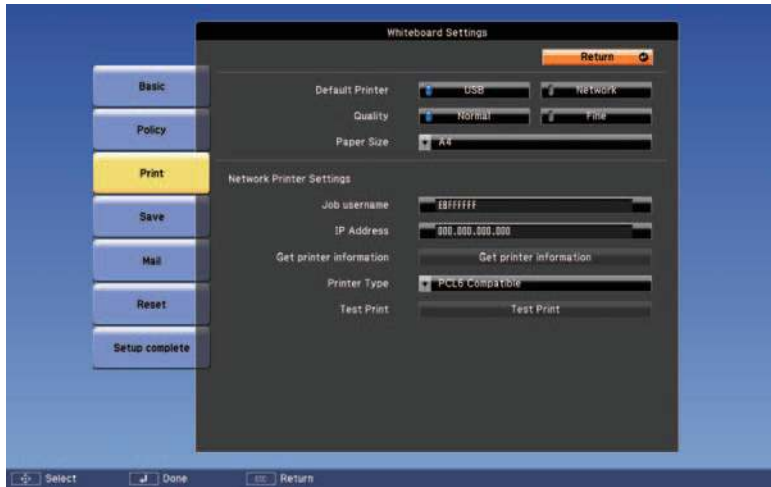 Whiteboard Settings
Return
Basic
Policy
Print
Save
Mail
Reset
Setup complete
Default Printer USB Network
Quality Normal Fine
Paper Size A4
Network Printer Settings
Job username EBFFFFFF
IP Address 000.000.000.000
Get printer information Get printer information
Printer Type PCL6 Compatible
Test Print Test Print
Select Done ESC Return